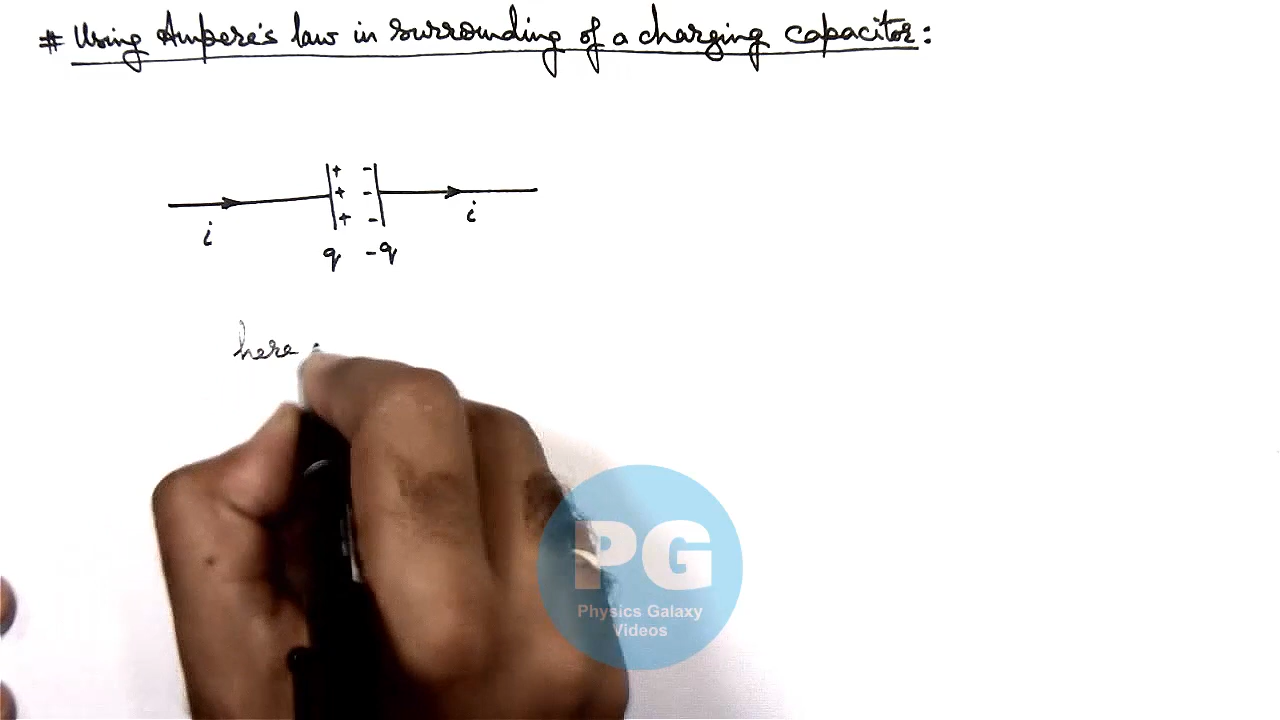 # Using Ampere's law in surrounding of a charging capacitor:
+ -
+ -
+ -
i i
q -q
here
PG
Physics Galaxy
Videos